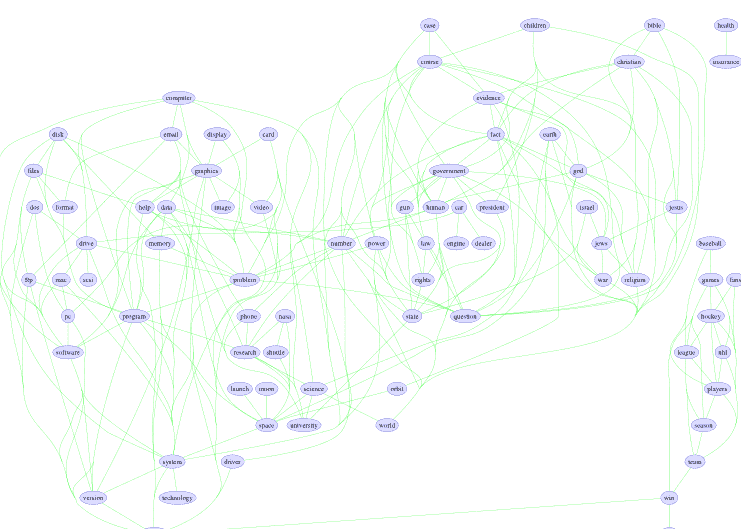 case children bible health
course christian insurance
computer evidence
disk email display card fact earth
files graphics government god
dos format help data image video gun human car president israel jesus
drive memory number power law engine dealer jews baseball
ftp mac scsi problem rights war religion games fans
pc program phone nasa state question hockey
software research shuttle league nhl
launch moon science orbit players
space university world season
system driver team
version technology win